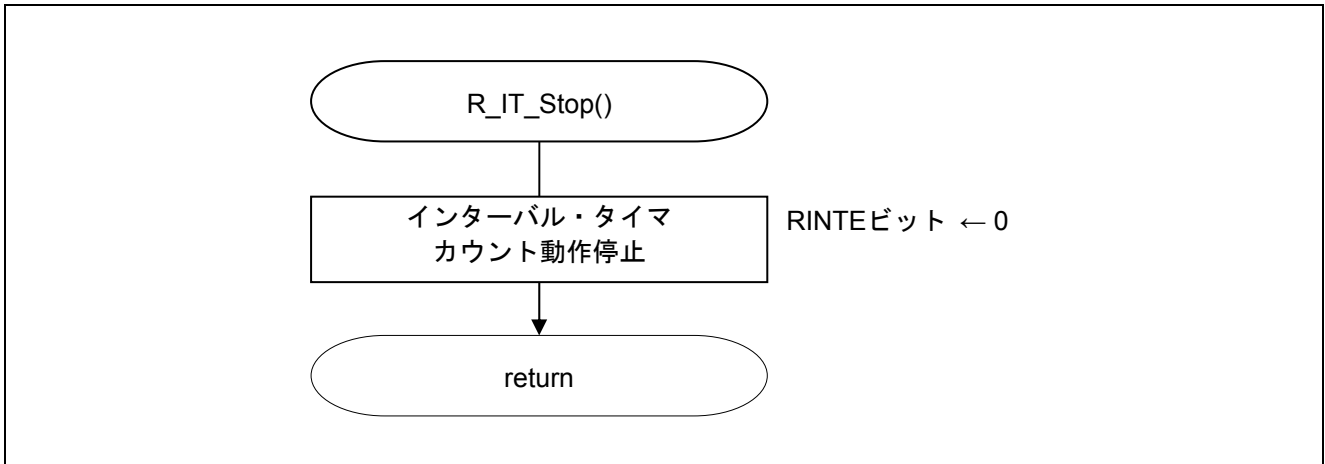 R_IT_Stop()
インターバル・タイマ
カウント動作停止
RINTEビット ← 0
return